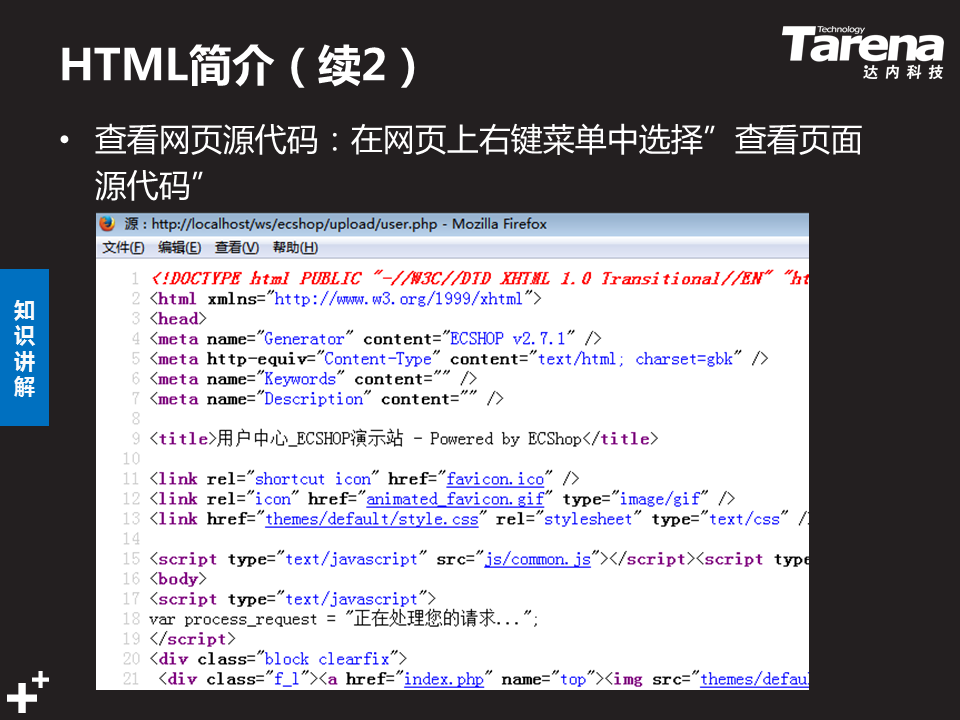 HTML简介（续2）
Technology
Tarena
达内科技
• 查看网页源代码：在网页上右键菜单中选择”查看页面
源代码”
知识讲解
源：http://localhost/ws/ecshop/upload/user.php - Mozilla Firefox
文件(F) 编辑(E) 查看(V) 帮助(H)
1 <!DOCTYPE html PUBLIC "-//W3C//DTD XHTML 1.0 Transitional//EN" "ht
2 <html xmlns="http://www.w3.org/1999/xhtml">
3 <head>
4 <meta name="Generator" content="ECSHOP v2.7.1" />
5 <meta http-equiv="Content-Type" content="text/html; charset=gbk" />
6 <meta name="Keywords" content="" />
7 <meta name="Description" content="" />
8
9 <title>用户中心_ECSHOP演示站 - Powered by ECShop</title>
10
11 <link rel="shortcut icon" href="favicon.ico" />
12 <link rel="icon" href="animated_favicon.gif" type="image/gif" />
13 <link href="themes/default/style.css" rel="stylesheet" type="text/css" /
14
15 <script type="text/javascript" src="js/common.js"></script><script type
16 <body>
17 <script type="text/javascript">
18 var process_request = "正在处理您的请求...";
19 </script>
20 <div class="block clearfix">
21 <div class="f_l"><a href="index.php" name="top"><img src="themes/defau